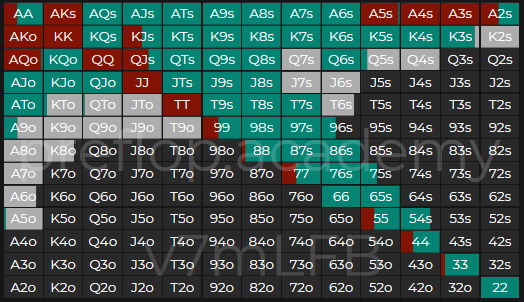 AA AKs AQs AJs ATs A9s A8s A7s A6s A5s A4s A3s A2s
AKo KK KQs KJs KTs K9s K8s K7s K6s K5s K4s K3s K2s
AQo KQo QQ QJs QTs Q9s Q8s Q7s Q6s Q5s Q4s Q3s Q2s
AJo KJo QJo JJ JTs J9s J8s J7s J6s J5s J4s J3s J2s
ATo KTo QTo JTo TT T9s T8s T7s T6s T5s T4s T3s T2s
A9o K9o Q9o J9o T9o 99 98s 97s 96s 95s 94s 93s 92s
A8o K8o Q8o J8o T8o 98o 88 87s 86s 85s 84s 83s 82s
preflop.academy
A7o K7o Q7o J7o T7o 97o 87o 77 76s 75s 74s 73s 72s
A6o K6o Q6o J6o T6o 96o 86o 76o 66 65s 64s 63s 62s
A5o K5o Q5o J5o T5o 95o 85o 75o 65o 55 54s 53s 52s
A4o K4o Q4o J4o T4o 94o 84o 74o 64o 54o 44 43s 42s
v7mLFB
A3o K3o Q3o J3o T3o 93o 83o 73o 63o 53o 43o 33 32s
A2o K2o Q2o J2o T2o 92o 82o 72o 62o 52o 42o 32o 22